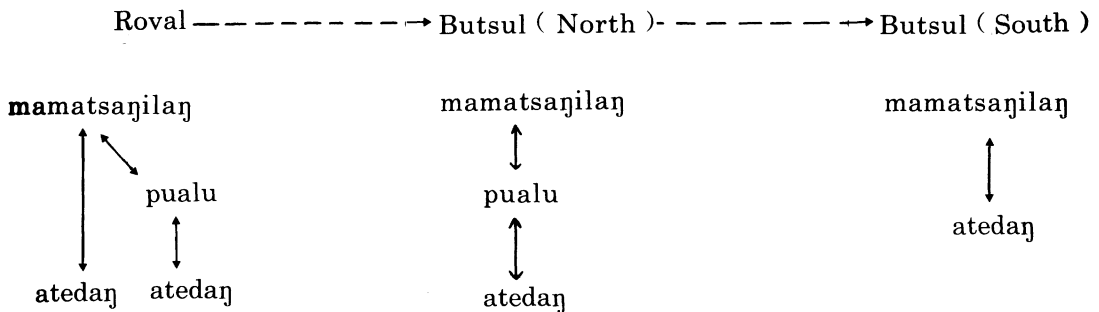 Roval Butsul ( North ) Butsul ( South )
mamatsaŋilaŋ mamatsaŋilaŋ mamatsaŋilaŋ
pualu pualu
atedaŋ
atedaŋ atedaŋ atedaŋ